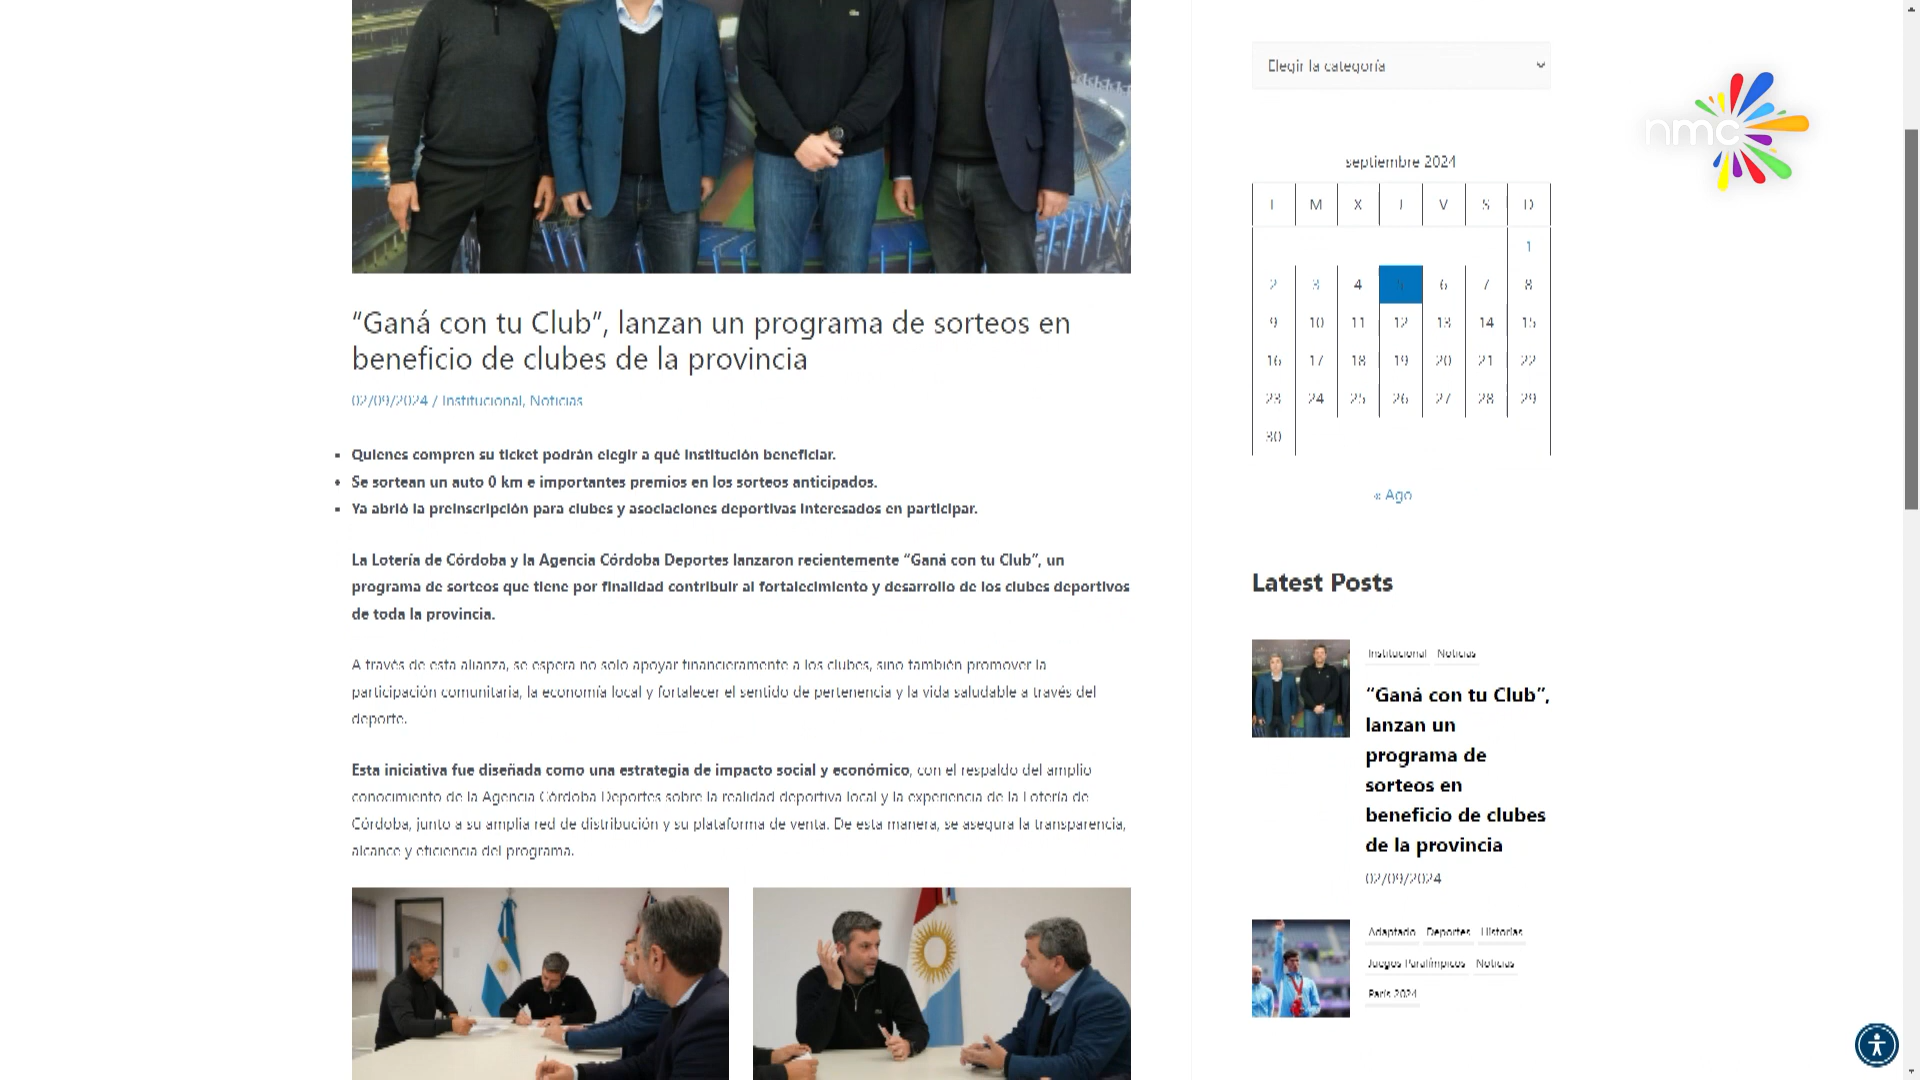 Elegir la categoría
nmc
septiembre 2024
L M X J V S D
1
2 3 4 5 6 7 8
9 10 11 12 13 14 15
16 17 18 19 20 21 22
23 24 25 26 27 28 29
30
« Ago
“Ganá con tu Club”, lanzan un programa de sorteos en
beneficio de clubes de la provincia
02/09/2024 / Institucional, Noticias
Quienes compren su ticket podrán elegir a qué institución beneficiar.
Se sortean un auto 0 km e importantes premios en los sorteos anticipados.
Ya abrió la preinscripción para clubes y asociaciones deportivas interesados en participar.
La Lotería de Córdoba y la Agencia Córdoba Deportes lanzaron recientemente “Ganá con tu Club”, un
programa de sorteos que tiene por finalidad contribuir al fortalecimiento y desarrollo de los clubes deportivos
de toda la provincia.
A través de esta alianza, se espera no solo apoyar financieramente a los clubes, sino también promover la
participación comunitaria, la economía local y fortalecer el sentido de pertenencia y la vida saludable a través del
deporte.
Esta iniciativa fue diseñada como una estrategia de impacto social y económico, con el respaldo del amplio
conocimiento de la Agencia Córdoba Deportes sobre la realidad deportiva local y la experiencia de la Lotería de
Córdoba, junto a su amplia red de distribución y su plataforma de venta. De esta manera, se asegura la transparencia,
alcance y eficiencia del programa.
Latest Posts
Institucional Noticias
“Ganá con tu Club”,
lanzan un
programa de
sorteos en
beneficio de clubes
de la provincia
02/09/2024
Adaptado Deportes Historias
Juegos Paralímpicos Noticias
París 2024